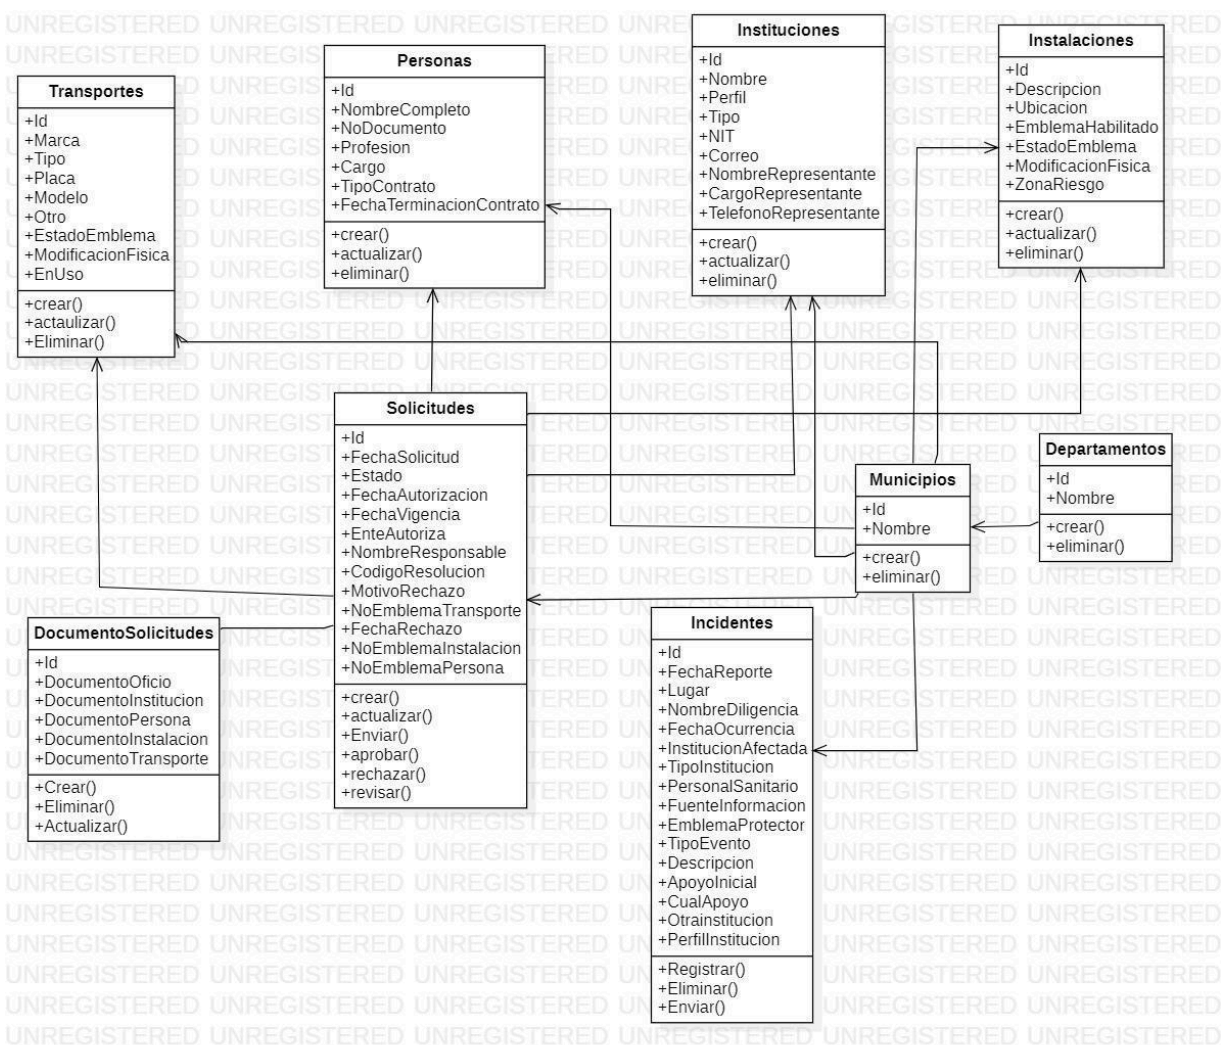 UNREGISTERED
Transportes
+Id
+Marca
+Tipo
+Placa
+Modelo
+Otro
+EstadoEmblema
+ModificacionFisica
+EnUso
+crear()
+actaulizar()
+Eliminar()
Personas
+Id
+NombreCompleto
+NoDocumento
+Profesion
+Cargo
+TipoContrato
+FechaTerminacionContrato
+crear()
+actualizar()
+eliminar()
Instituciones
+Id
+Nombre
+Perfil
+Tipo
+NIT
+Correo
+NombreRepresentante
+CargoRepresentante
+TelefonoRepresentante
+crear()
+actualizar()
+eliminar()
Instalaciones
+Id
+Descripcion
+Ubicacion
+EmblemaHabilitado
+EstadoEmblema
+ModificacionFisica
+ZonaRiesgo
+crear()
+actualizar()
+eliminar()
Solicitudes
+Id
+FechaSolicitud
+Estado
+FechaAutorizacion
+FechaVigencia
+EnteAutoriza
+NombreResponsable
+CodigoResolucion
+MotivoRechazo
+NoEmblemaTransporte
+FechaRechazo
+NoEmblemaInstalacion
+NoEmblemaPersona
+crear()
+actualizar()
+Enviar()
+aprobar()
+rechazar()
+revisar()
Municipios
+Id
+Nombre
+crear()
+eliminar()
Departamentos
+Id
+Nombre
+crear()
+eliminar()
DocumentoSolicitudes
+Id
+DocumentoOficio
+DocumentoInstitucion
+DocumentoPersona
+DocumentoInstalacion
+DocumentoTransporte
+Crear()
+Eliminar()
+Actualizar()
Incidentes
+Id
+FechaReporte
+Lugar
+NombreDiligencia
+FechaOcurrencia
+InstitucionAfectada
+TipoInstitucion
+PersonalSanitario
+FuenteInformacion
+EmblemaProtector
+TipoEvento
+Descripcion
+ApoyoInicial
+CualApoyo
+Otrainstitucion
+PerfilInstitucion
+Registrar()
+Eliminar()
+Enviar()